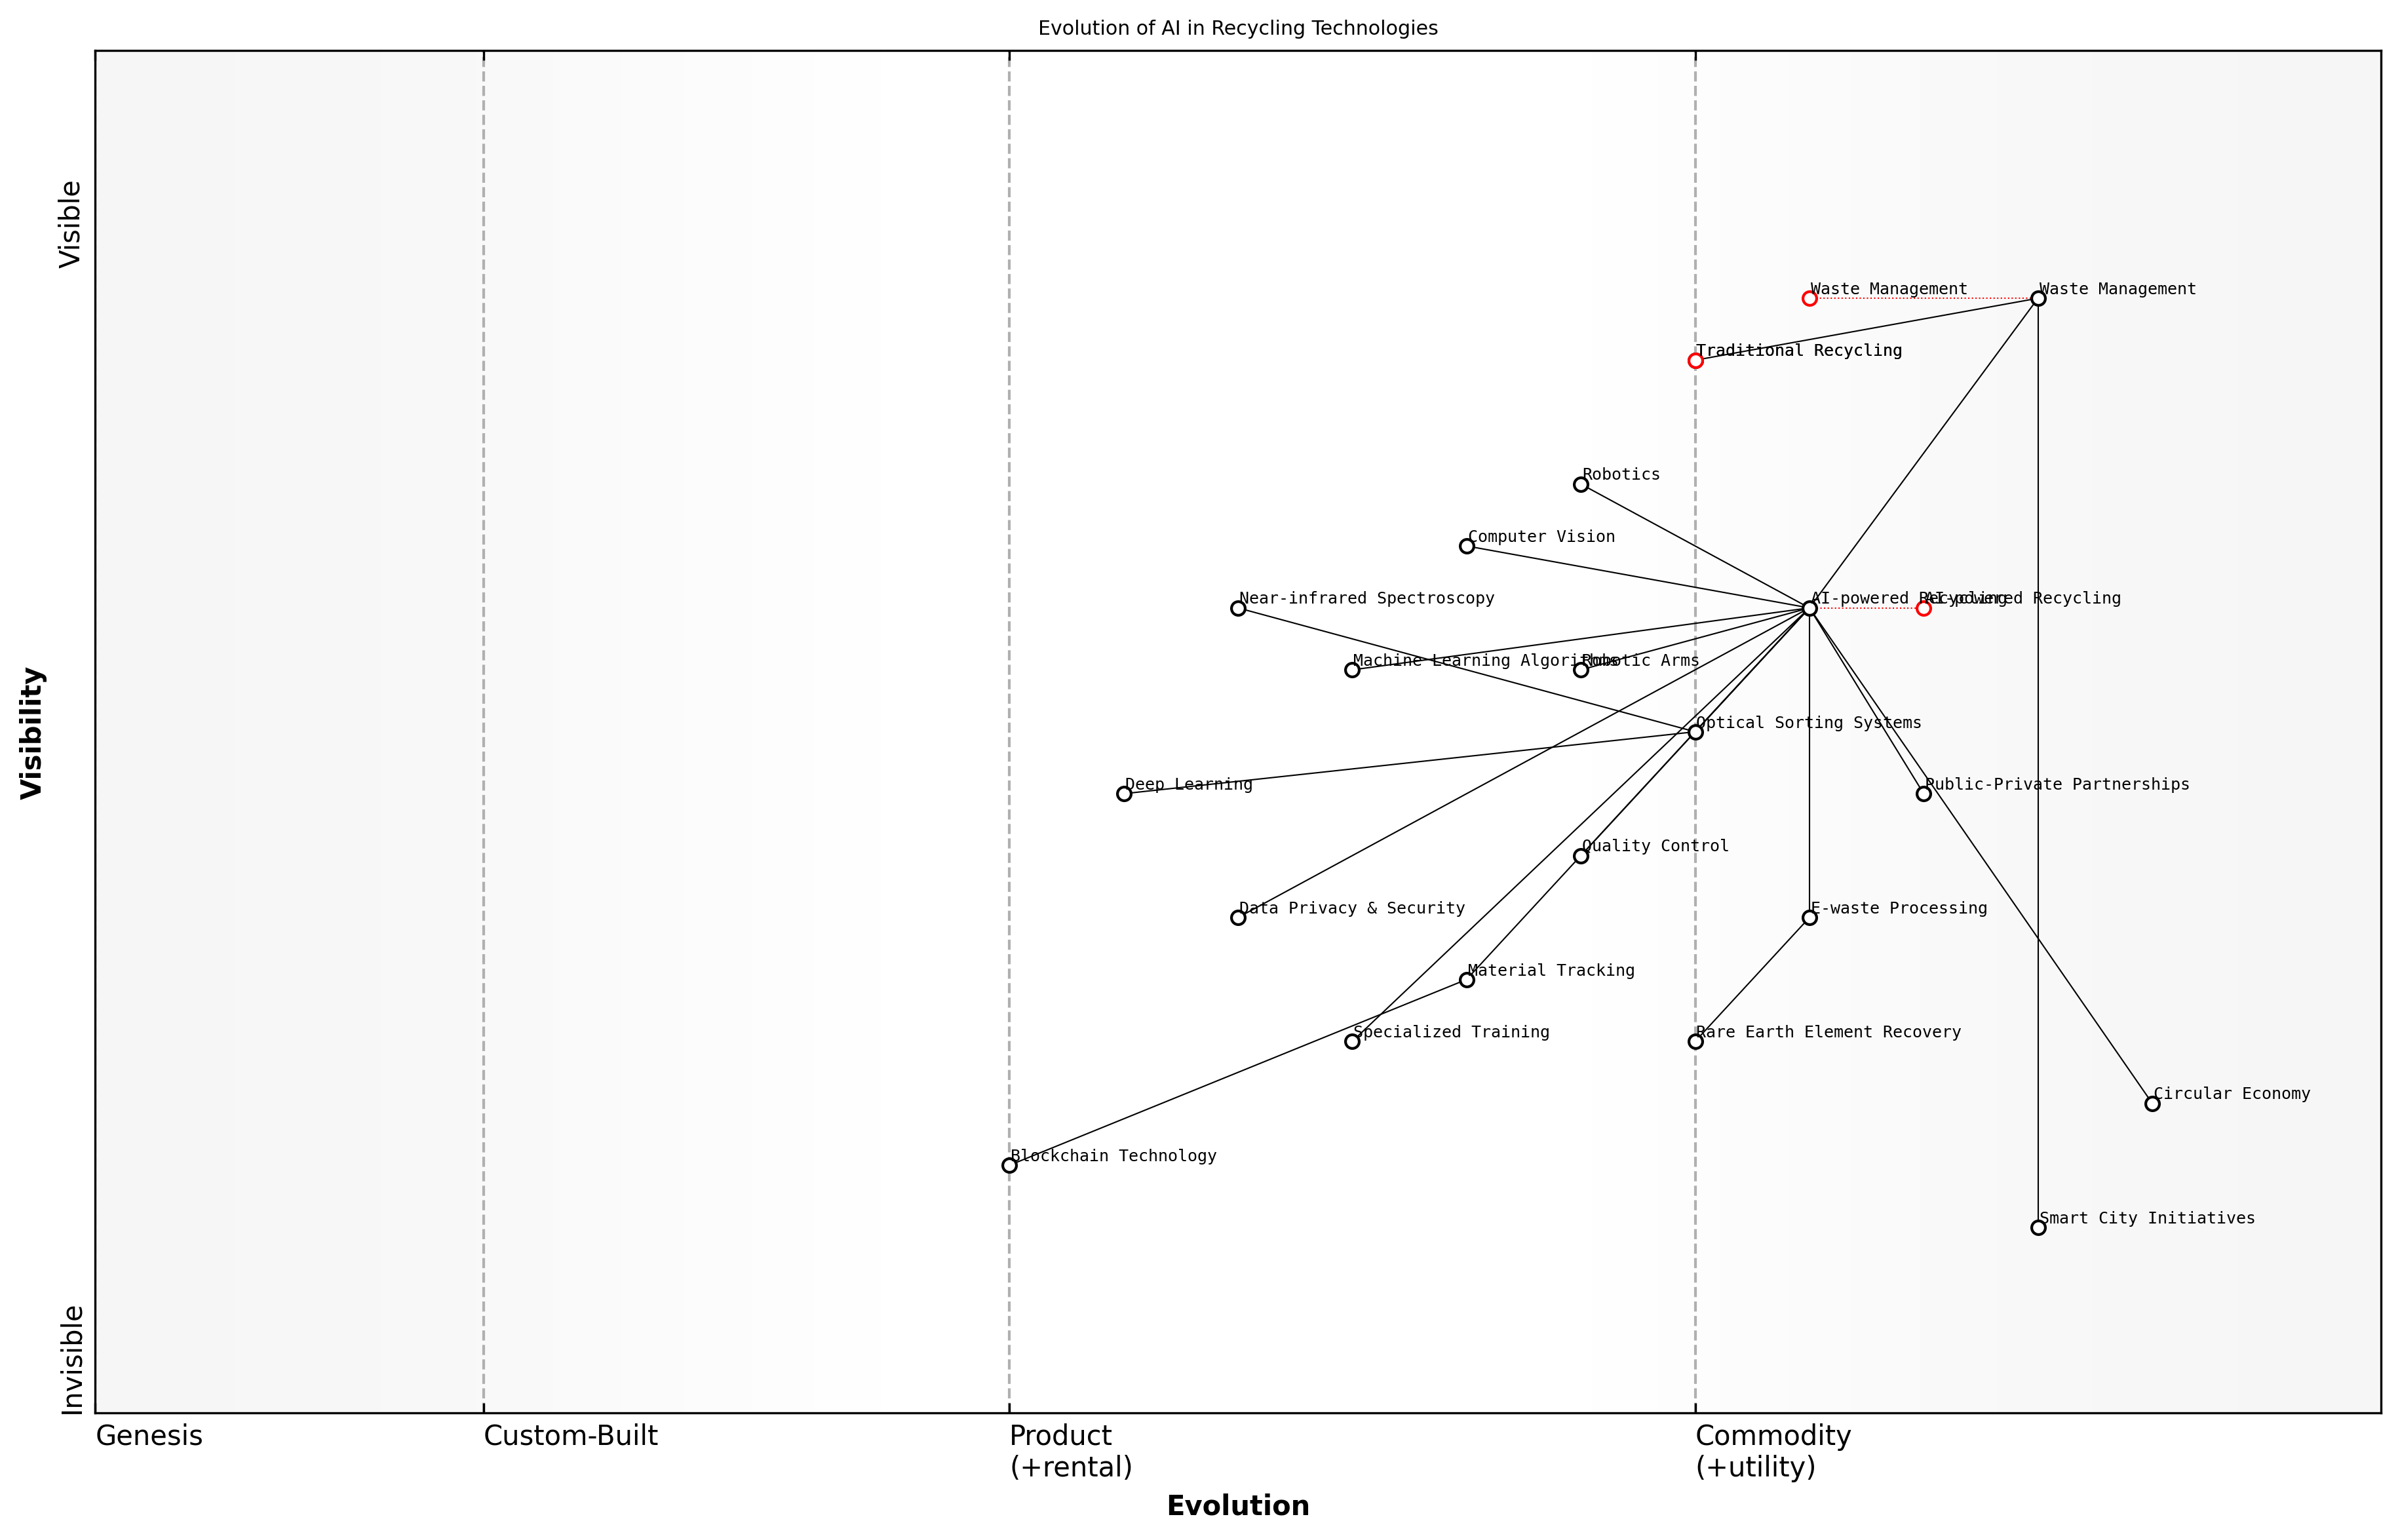 Evolution of AI in Recycling Technologies
Visible
Waste Management
Waste Management
Traditional Recycling
Robotics
Computer Vision
Near-infrared Spectroscopy
AI-powered Recycling
AI-powered Recycling
Machine Learning Algorithms
Robotic Arms
Optical Sorting Systems
Visibility
Deep Learning
Public-Private Partnerships
Quality Control
Data Privacy & Security
E-waste Processing
Material Tracking
Specialized Training
Rare Earth Element Recovery
Circular Economy
Blockchain Technology
Smart City Initiatives
Invisible
Genesis
Custom-Built
Product
(+rental)
Commodity
(+utility)
Evolution